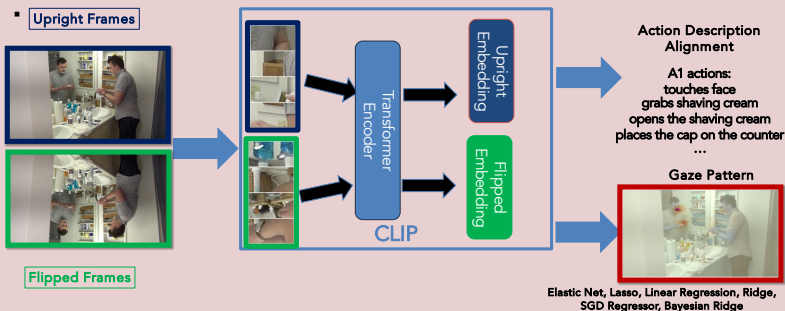 Upright Frames
Flipped Frames
Transformer
Encoder
Upright
Embedding
Flipped
Embedding
CLIP
Action Description
Alignment
A1 actions:
touches face
grabs shaving cream
opens the shaving cream
places the cap on the counter
...
Gaze Pattern
Elastic Net, Lasso, Linear Regression, Ridge,
SGD Regressor, Bayesian Ridge